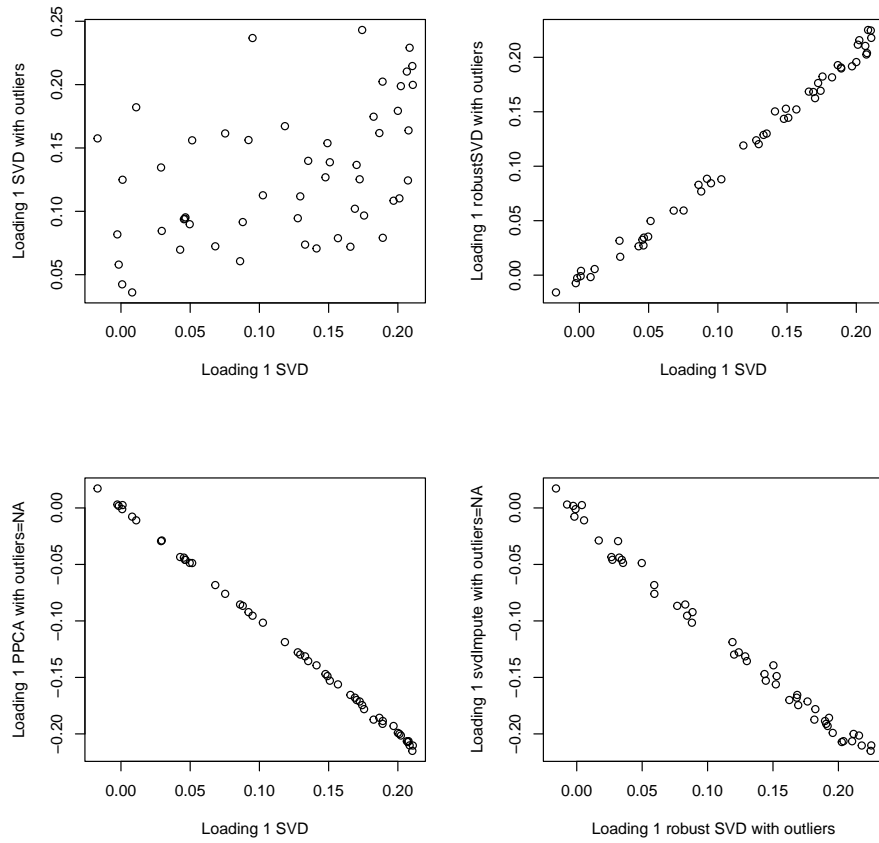 0.05 0.10 0.15 0.20 0.25
Loading 1 SVD with outliers
0.00 0.05 0.10 0.15 0.20
Loading 1 SVD
0.00 0.05 0.10 0.15 0.20
Loading 1 robustSVD with outliers
0.00 0.05 0.10 0.15 0.20
Loading 1 SVD
−0.20 −0.15 −0.10 −0.05 0.00
Loading 1 PPCA with outliers=NA
0.00 0.05 0.10 0.15 0.20
Loading 1 SVD
−0.20 −0.15 −0.10 −0.05 0.00
Loading 1 svdImpute with outliers=NA
0.00 0.05 0.10 0.15 0.20
Loading 1 robust SVD with outliers